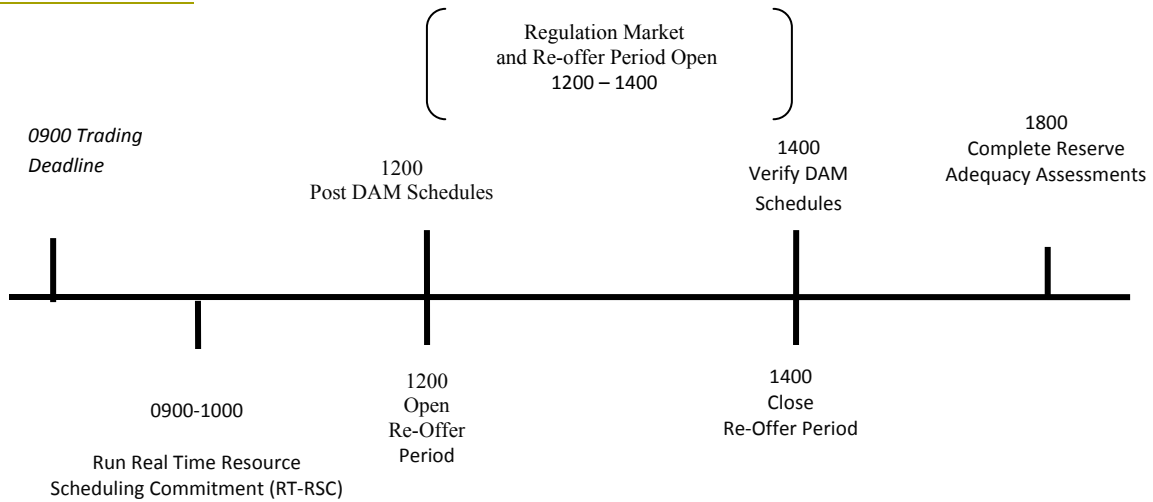 Regulation Market
and Re-offer Period Open
1200 – 1400
0900 Trading
Deadline
1200
Post DAM Schedules
1400
Verify DAM
Schedules
1800
Complete Reserve
Adequacy Assessments
0900-1000
Run Real Time Resource
Scheduling Commitment (RT-RSC)
1200
Open
Re-Offer
Period
1400
Close
Re-Offer Period